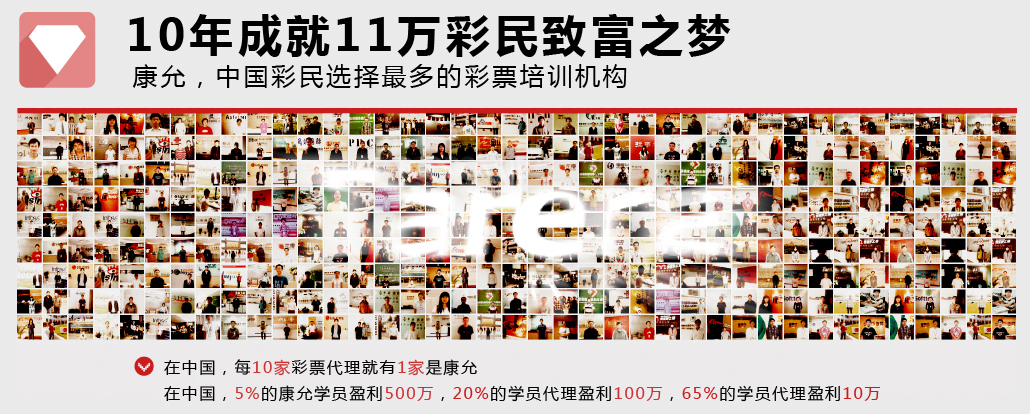 10年成就11万彩民致富之梦
康允，中国彩民选择最多的彩票培训机构
在中国，每10家彩票代理就有1家是康允
在中国，5%的康允学员盈利500万，20%的学员代理盈利100万，65%的学员代理盈利10万